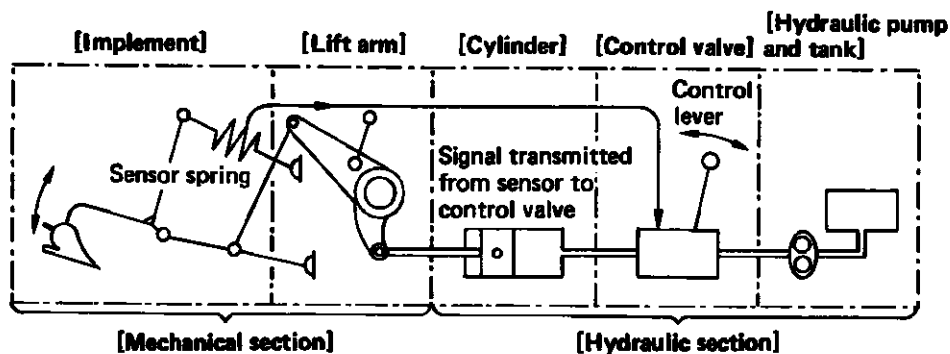 [Implement]
[Lift arm]
[Cylinder]
[Control valve]
[Hydraulic pump
and tank]
Control
lever
Sensor spring
Signal transmitted
from sensor to
control valve
[Mechanical section]
[Hydraulic section]